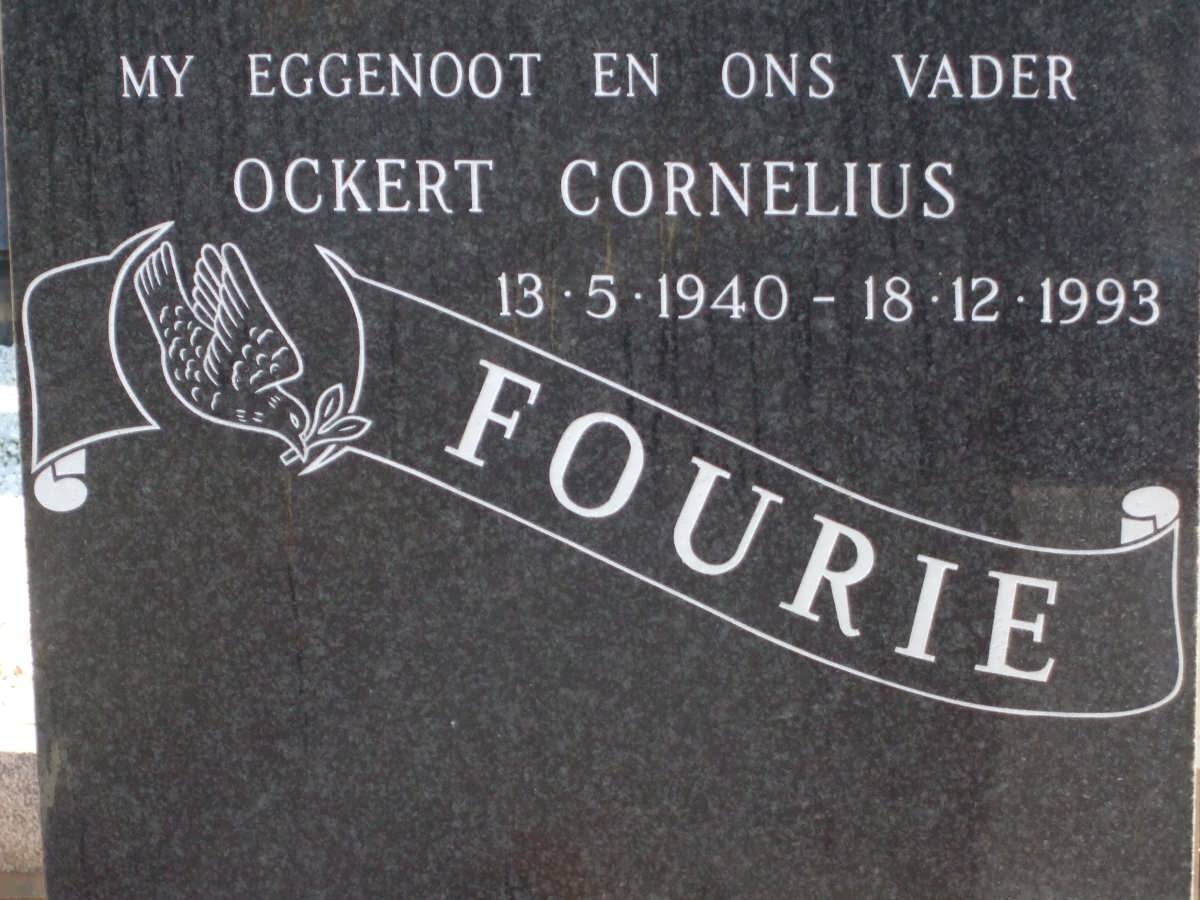 MY EGGENOOT EN ONS VADER
OCKERT CORNELIUS
13·5·1940 – 18·12·1993
FOURIE